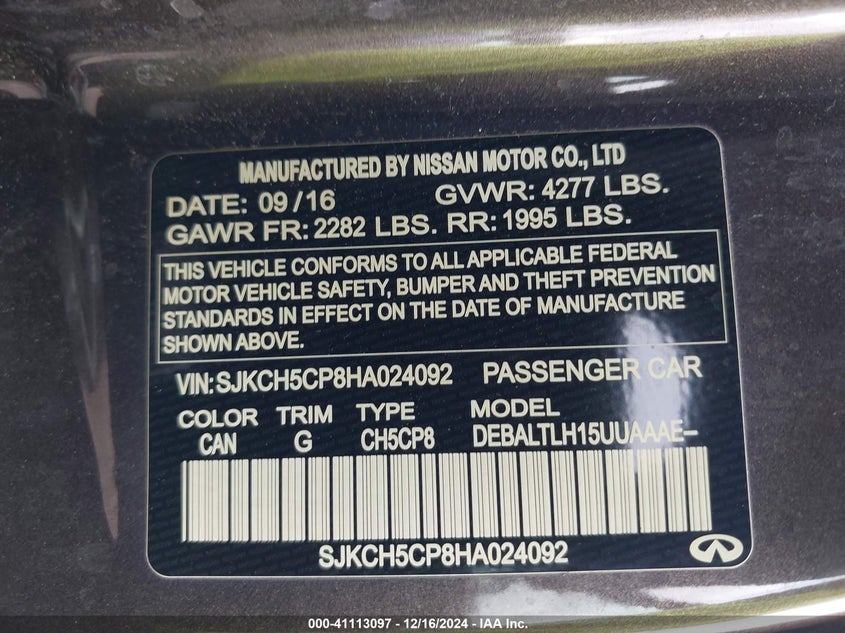 MANUFACTURED BY NISSAN MOTOR CO., LTD
DATE: 09/16 GVWR: 4277 LBS.
GAWR FR: 2282 LBS. RR: 1995 LBS.
THIS VEHICLE CONFORMS TO ALL APPLICABLE FEDERAL
MOTOR VEHICLE SAFETY, BUMPER AND THEFT PREVENTION
STANDARDS IN EFFECT ON THE DATE OF MANUFACTURE
SHOWN ABOVE.
VIN: SJKCH5CP8HA024092 PASSENGER CAR
COLOR TRIM TYPE MODEL
CAN G CH5CP8 DEBALTLH15UUAAAE–
SJKCH5CP8HA024092
000-41113097 - 12/16/2024 - IAA Inc.